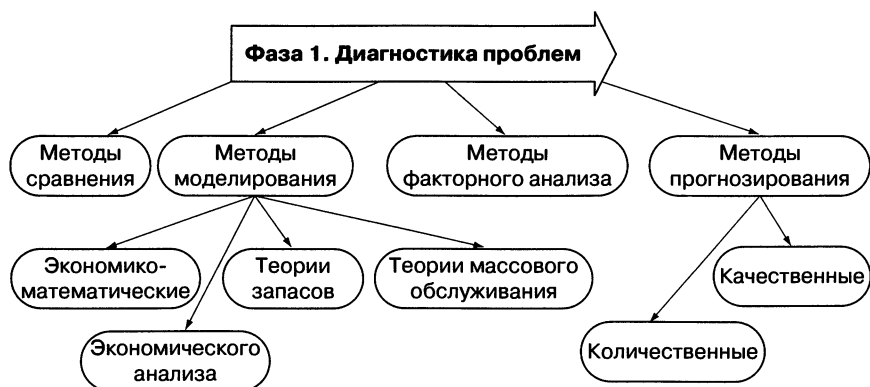 Фаза 1. Диагностика проблем
Методы
сравнения
Методы
моделирования
Методы
факторного анализа
Методы
прогнозирования
Экономико-
математические
Теории
запасов
Теории массового
обслуживания
Качественные
Экономического
анализа
Количественные